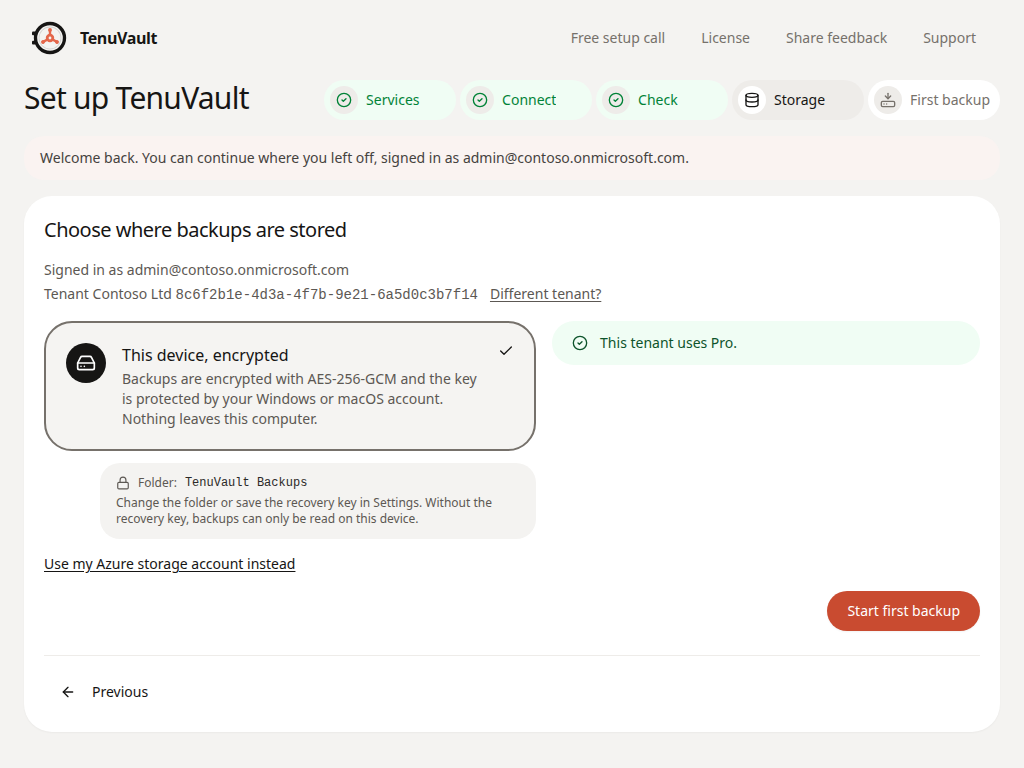 TenuVault
Free setup call
License
Share feedback
Support
Set up TenuVault
Services
Connect
Check
Storage
First backup
Welcome back. You can continue where you left off, signed in as admin@contoso.onmicrosoft.com.
Choose where backups are stored
Signed in as admin@contoso.onmicrosoft.com
Tenant Contoso Ltd 8c6f2b1e-4d3a-4f7b-9e21-6a5d0c3b7f14 Different tenant?
This device, encrypted
Backups are encrypted with AES-256-GCM and the key
is protected by your Windows or macOS account.
Nothing leaves this computer.
This tenant uses Pro.
Folder: TenuVault Backups
Change the folder or save the recovery key in Settings. Without the
recovery key, backups can only be read on this device.
Use my Azure storage account instead
Start first backup
Previous